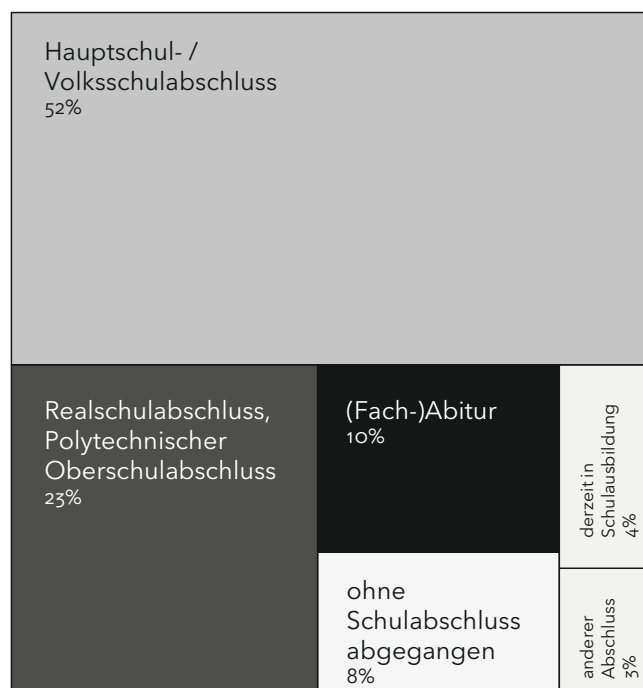 Hauptschul- /
Volksschulabschluss
52%
Realschulabschluss,
Polytechnischer
Oberschulabschluss
23%
(Fach-)Abitur
10%
ohne
Schulabschluss
abgegangen
8%
derzeit in
Schulausbildung
4%
anderer
Abschluss
3%